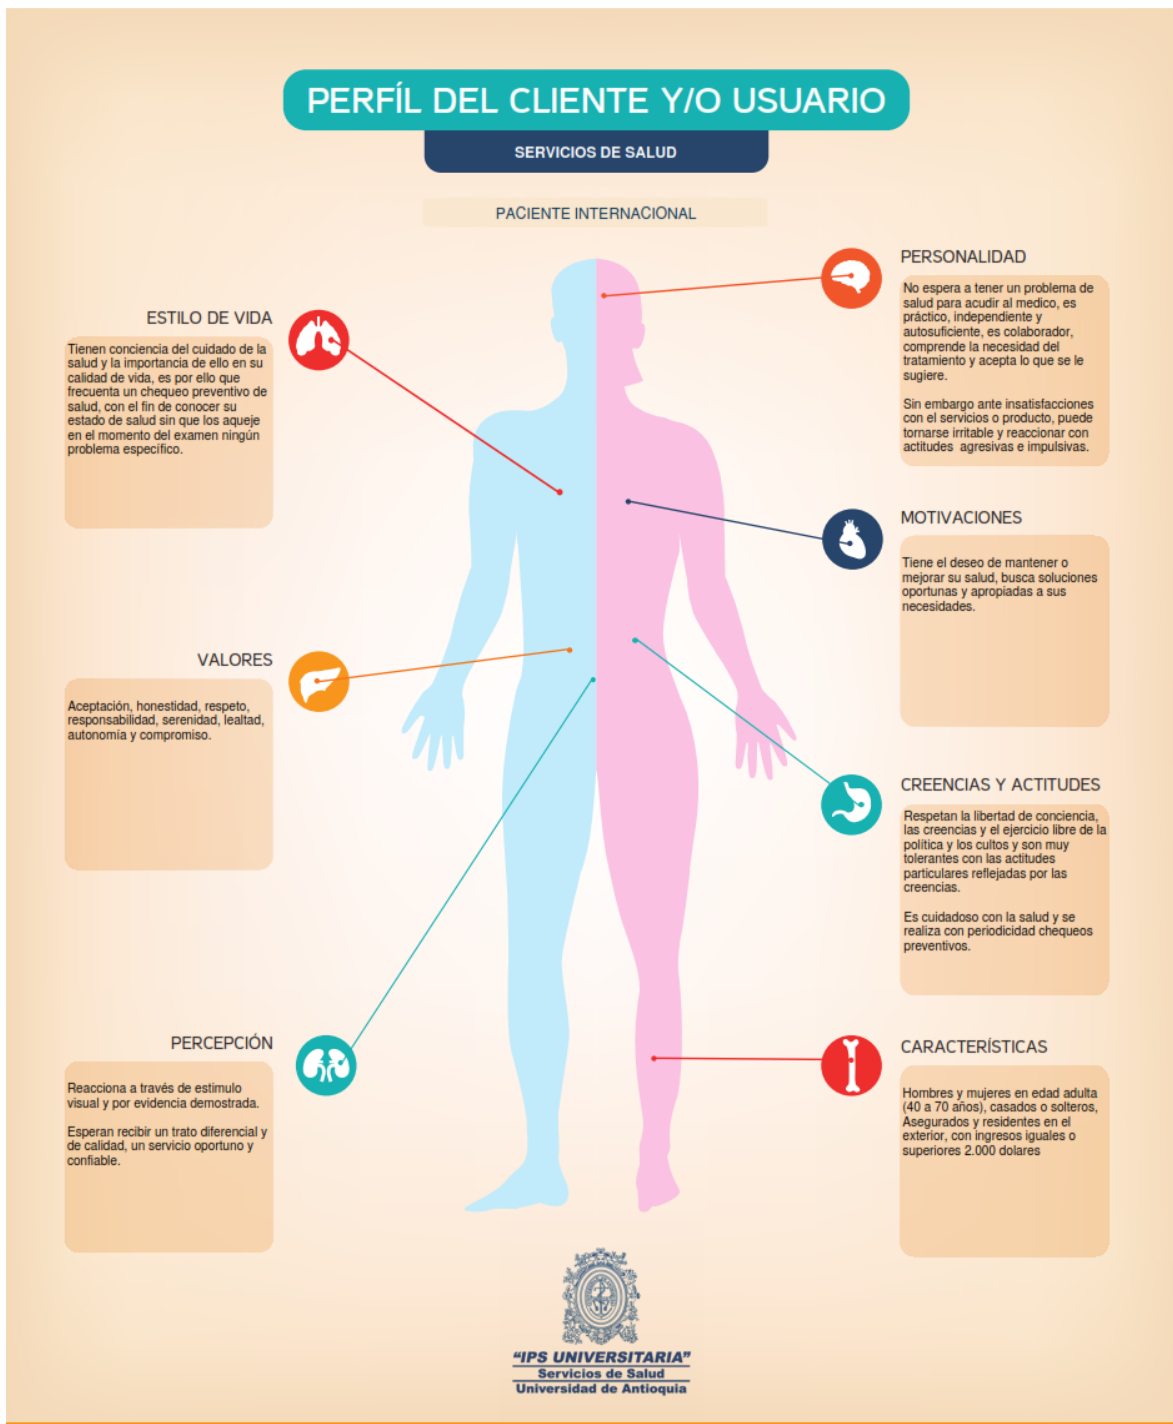 PERFÍL DEL CLIENTE Y/O USUARIO
SERVICIOS DE SALUD
PACIENTE INTERNACIONAL
ESTILO DE VIDA
Tienen conciencia del cuidado de la
salud y la importancia de ello en su
calidad de vida, es por ello que
frecuenta un chequeo preventivo de
salud, con el fin de conocer su
estado de salud sin que los aqueje
en el momento del examen ningún
problema específico.
VALORES
Aceptación, honestidad, respeto,
responsabilidad, serenidad, lealtad,
autonomía y compromiso.
PERCEPCIÓN
Reacciona a través de estimulo
visual y por evidencia demostrada.
Esperan recibir un trato diferencial y
de calidad, un servicio oportuno y
confiable.
PERSONALIDAD
No espera a tener un problema de
salud para acudir al medico, es
práctico, independiente y
autosuficiente, es colaborador,
comprende la necesidad del
tratamiento y acepta lo que se le
sugiere.
Sin embargo ante insatisfacciones
con el servicios o producto, puede
tornarse irritable y reaccionar con
actitudes agresivas e impulsivas.
MOTIVACIONES
Tiene el deseo de mantener o
mejorar su salud, busca soluciones
oportunas y apropiadas a sus
necesidades.
CREENCIAS Y ACTITUDES
Respetan la libertad de conciencia,
las creencias y el ejercicio libre de la
política y los cultos y son muy
tolerantes con las actitudes
particulares reflejadas por las
creencias.
Es cuidadoso con la salud y se
realiza con periodicidad chequeos
preventivos.
CARACTERÍSTICAS
Hombres y mujeres en edad adulta
(40 a 70 años), casados o solteros,
Asegurados y residentes en el
exterior, con ingresos iguales o
superiores 2.000 dolares
"IPS UNIVERSITARIA"
Servicios de Salud
Universidad de Antioquia